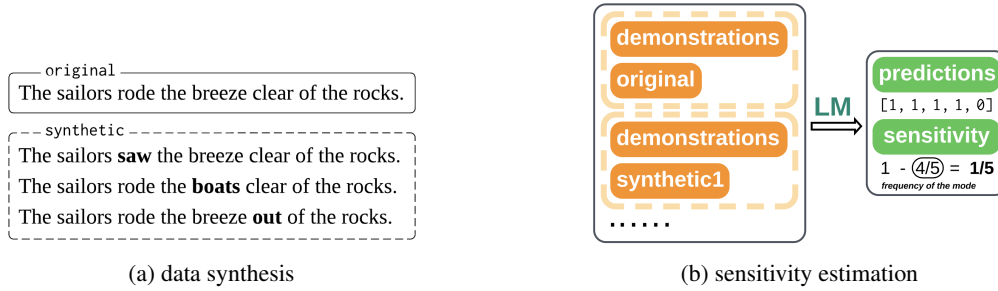 original
The sailors rode the breeze clear of the rocks.
synthetic
The sailors saw the breeze clear of the rocks.
The sailors rode the boats clear of the rocks.
The sailors rode the breeze out of the rocks.
(a) data synthesis
demonstrations
original
demonstrations
synthetic1
......
LM
predictions
[1, 1, 1, 1, 0]
sensitivity
1 - 4/5 = 1/5
frequency of the mode
(b) sensitivity estimation